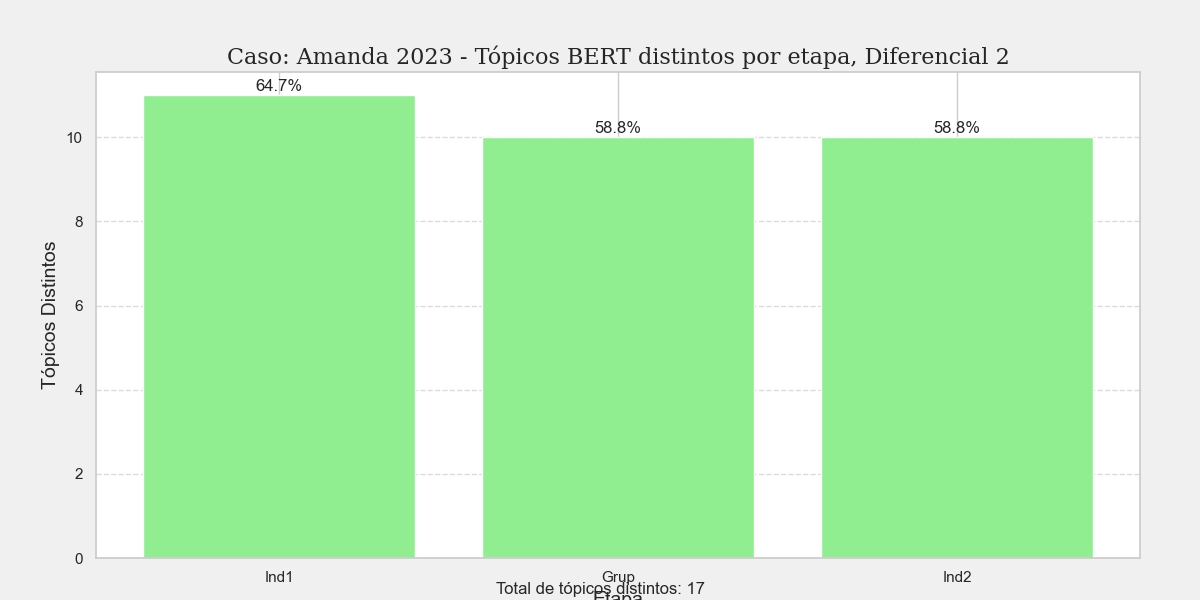 Caso: Amanda 2023 - Tópicos BERT distintos por etapa, Diferencial 2
64.7%
58.8%
58.8%
Tópicos Distintos
10
8
6
4
2
0
Ind1
Grup
Ind2
Total de tópicos distintos: 17
Etapa